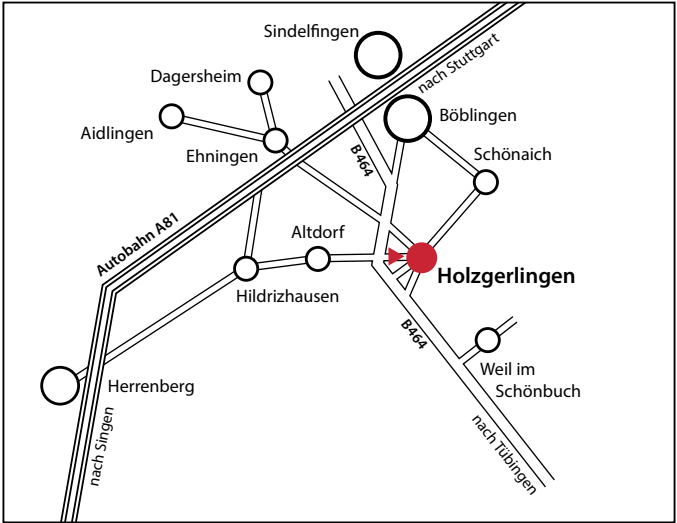 Sindelfingen
nach Stuttgart
Dagersheim
Böblingen
Aidlingen
Ehningen
B464
Schönaich
Autobahn A81
Altdorf
Holzgerlingen
Hildrizhausen
B464
Weil im
Schönbuch
Herrenberg
nach Singen
nach Tübingen